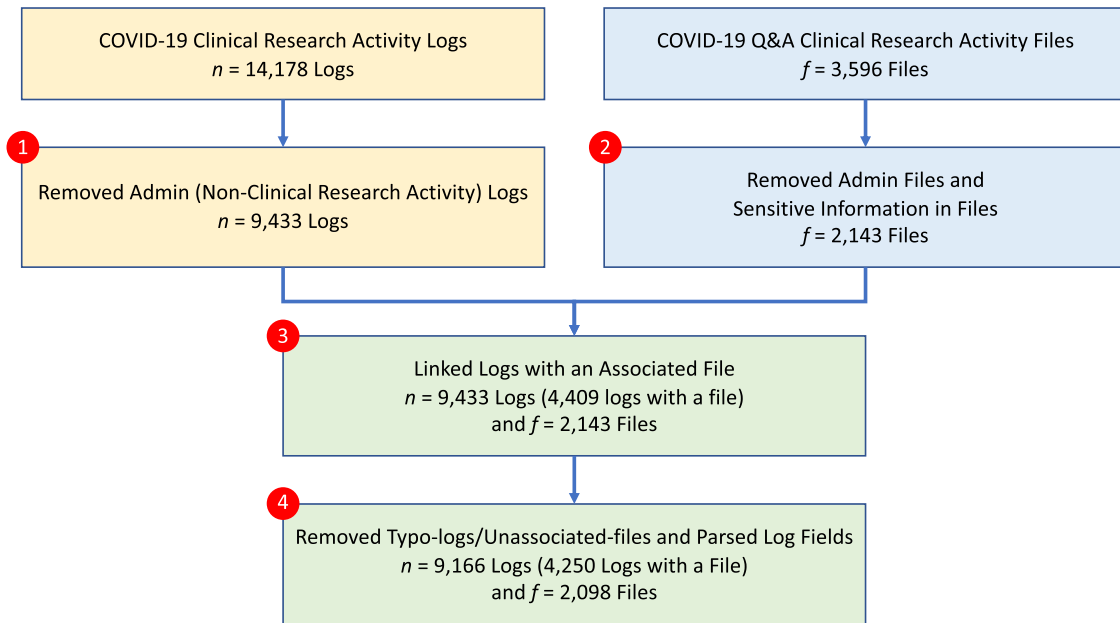 COVID-19 Clinical Research Activity Logs
n = 14,178 Logs
COVID-19 Q&A Clinical Research Activity Files
f = 3,596 Files
1
Removed Admin (Non-Clinical Research Activity) Logs
n = 9,433 Logs
2
Removed Admin Files and
Sensitive Information in Files
f = 2,143 Files
3
Linked Logs with an Associated File
n = 9,433 Logs (4,409 logs with a file)
and f = 2,143 Files
4
Removed Typo-logs/Unassociated-files and Parsed Log Fields
n = 9,166 Logs (4,250 Logs with a File)
and f = 2,098 Files